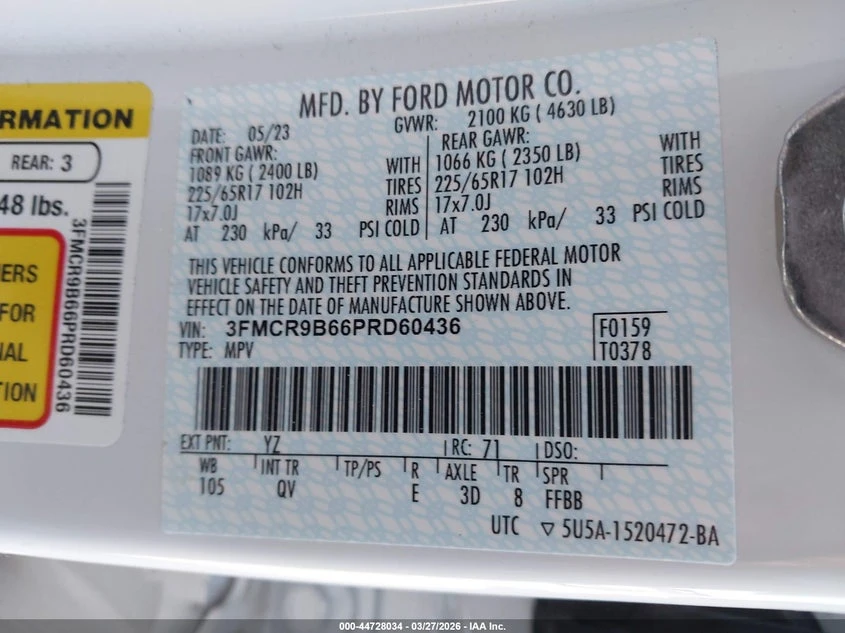 RMATION
REAR: 3
48 lbs.
ERS
FOR
AL
TION
3FMCR9B66PRD60436
MFD. BY FORD MOTOR CO.
DATE: 05/23 GVWR: 2100 KG ( 4630 LB)
FRONT GAWR:
1089 KG ( 2400 LB) WITH
225/65R17 102H TIRES
17x7.0J RIMS
AT 230 kPa/ 33 PSI COLD
REAR GAWR: WITH
1066 KG ( 2350 LB) TIRES
225/65R17 102H RIMS
17x7.0J
AT 230 kPa/ 33 PSI COLD
THIS VEHICLE CONFORMS TO ALL APPLICABLE FEDERAL MOTOR
VEHICLE SAFETY AND THEFT PREVENTION STANDARDS IN
EFFECT ON THE DATE OF MANUFACTURE SHOWN ABOVE.
VIN: 3FMCR9B66PRD60436 F0159
TYPE: MPV T0378
EXT PNT: YZ RC: 71 DSO:
WB INT TR TP/PS R AXLE TR SPR
105 QV E 3D 8 FFBB
UTC ▽ 5U5A-1520472-BA
000-44728034 / 03/27/2026 / IAA Inc.